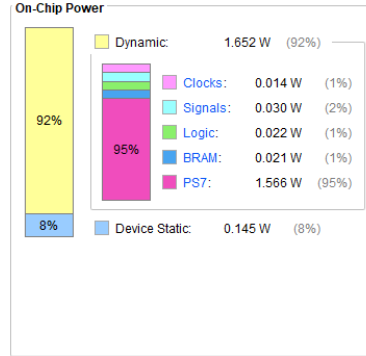 On-Chip Power
Dynamic: 1.652 W (92%)
Clocks: 0.014 W (1%)
Signals: 0.030 W (2%)
92%
Logic: 0.022 W (1%)
95%
BRAM: 0.021 W (1%)
PS7: 1.566 W (95%)
8%
Device Static: 0.145 W (8%)